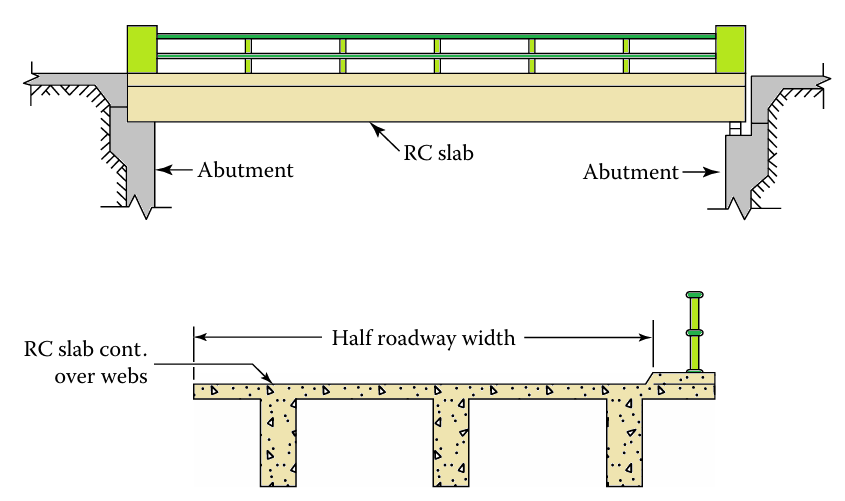 RC slab
Abutment
Abutment
Half roadway width
RC slab cont.
over webs